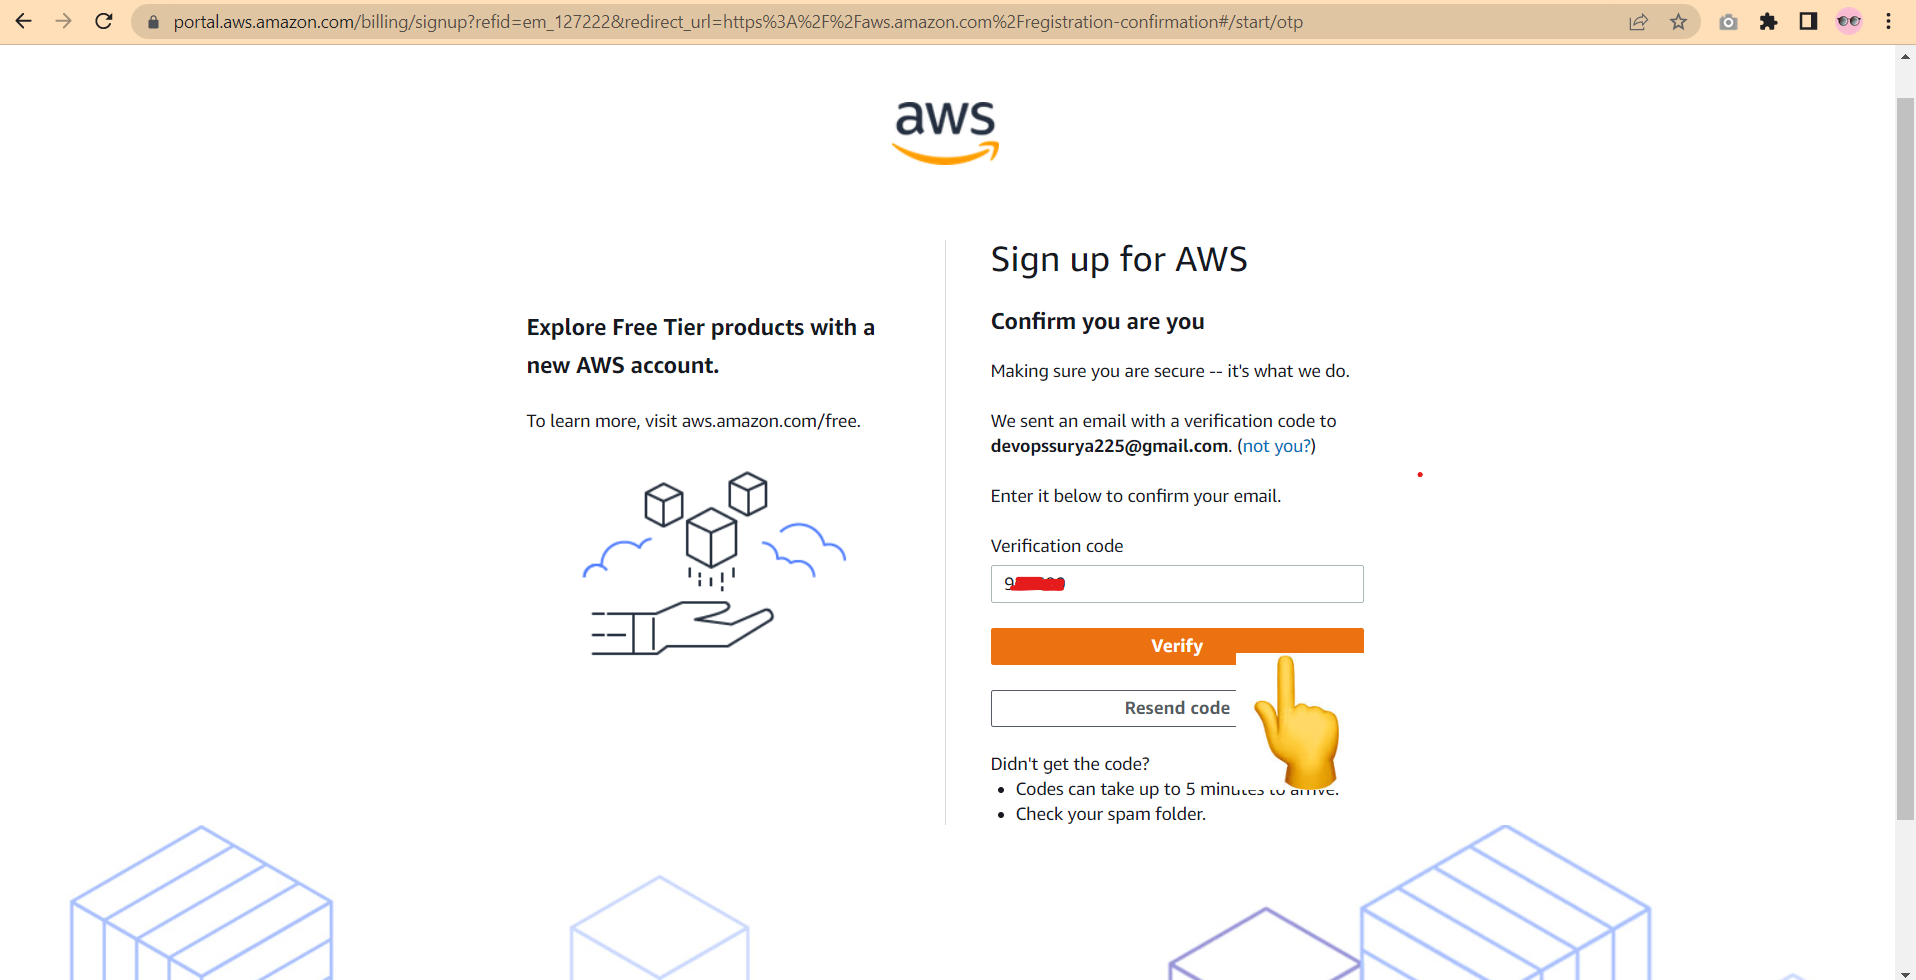 portal.aws.amazon.com/billing/signup?refid=em_127222&redirect_url=https%3A%2F%2Faws.amazon.com%2Fregistration-confirmation#/start/otp
aws
Explore Free Tier products with a
new AWS account.
To learn more, visit aws.amazon.com/free.
Sign up for AWS
Confirm you are you
Making sure you are secure -- it's what we do.
We sent an email with a verification code to
devopssurya225@gmail.com. (not you?)
Enter it below to confirm your email.
Verification code
9
Verify
Resend code
Didn't get the code?
• Codes can take up to 5 minutes to arrive.
• Check your spam folder.